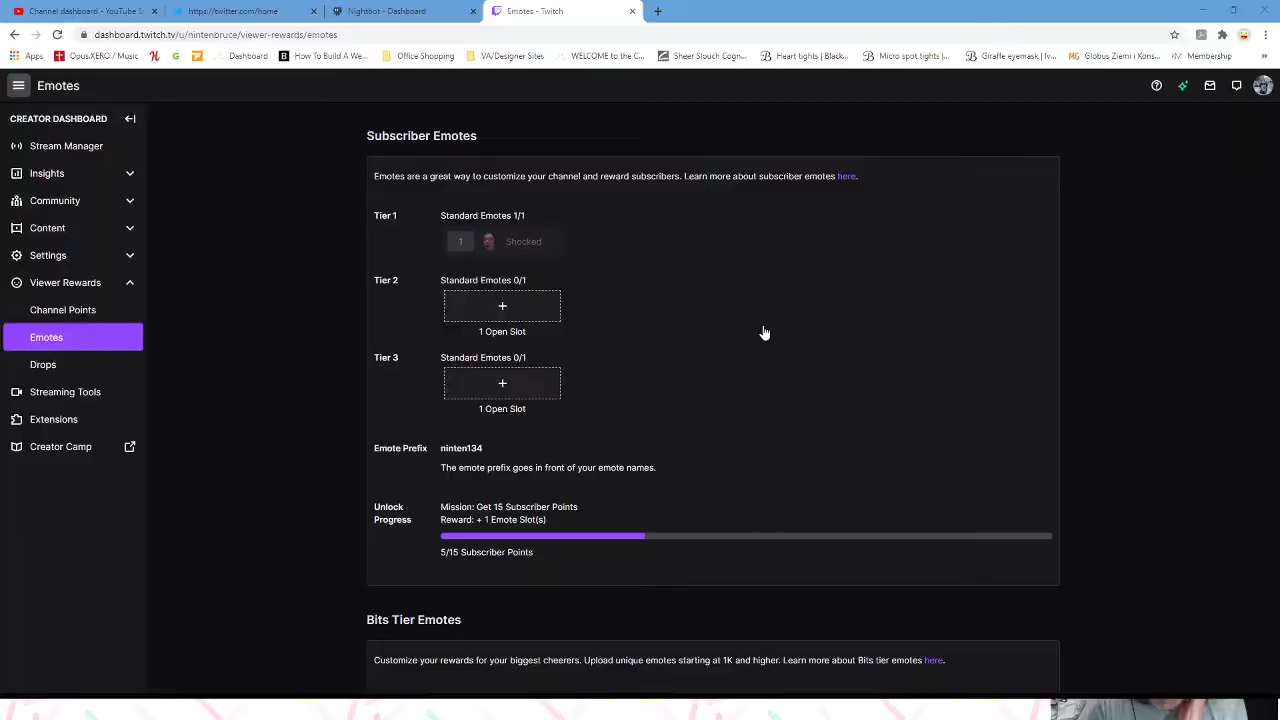 Channel dashboard - YouTube S
https://twitter.com/home
Nightbot - Dashboard
Emotes - Twitch
dashboard.twitch.tv/u/nintenbruce/viewer-rewards/emotes
Apps
Opus.XERO / Music
Dashboard
How To Build A We...
Office Shopping
VA/Designer Sites
WELCOME to the C...
Sheer Slouch Cogn...
Heart tights | Black...
Micro spot tights|...
Giraffe eyemask | Iv...
Globus Ziemi i Kons...
Membership
Emotes
CREATOR DASHBOARD
Stream Manager
Insights
Community
Content
Settings
Viewer Rewards
Channel Points
Emotes
Drops
Streaming Tools
Extensions
Creator Camp
Subscriber Emotes
Emotes are a great way to customize your channel and reward subscribers. Learn more about subscriber emotes here.
Tier 1 Standard Emotes 1/1
1 Shocked
Tier 2 Standard Emotes 0/1
+
1 Open Slot
Tier 3 Standard Emotes 0/1
+
1 Open Slot
Emote Prefix ninten134
The emote prefix goes in front of your emote names.
Unlock Mission: Get 15 Subscriber Points
Progress Reward: + 1 Emote Slot(s)
5/15 Subscriber Points
Bits Tier Emotes
Customize your rewards for your biggest cheerers. Upload unique emotes starting at 1K and higher. Learn more about Bits tier emotes here.